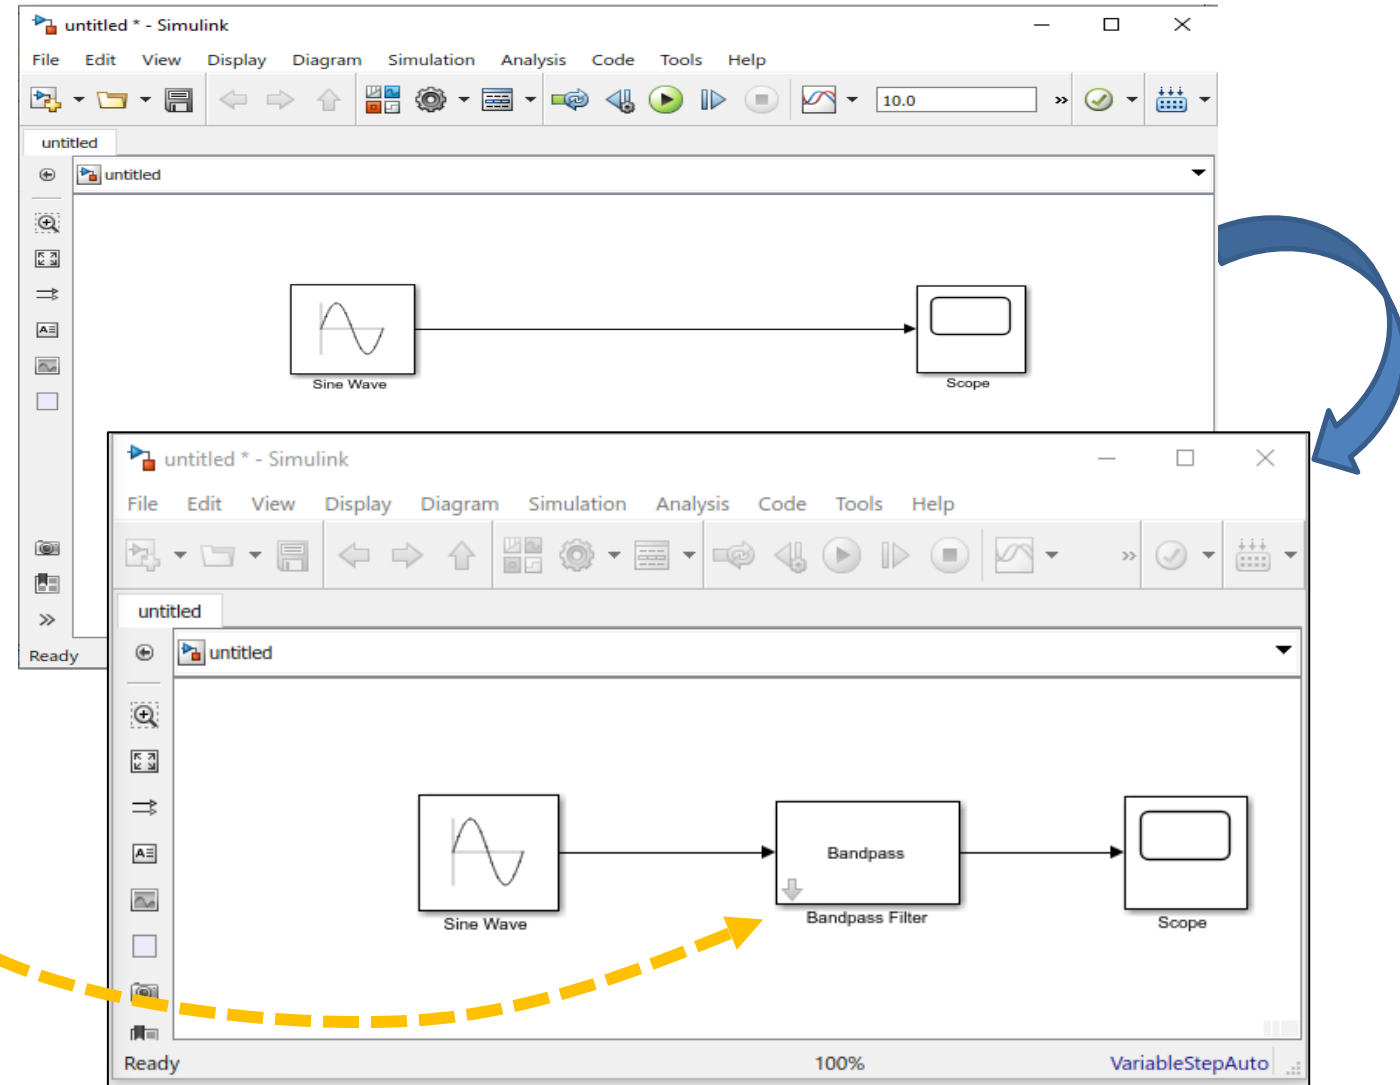 untitled * - Simulink
File Edit View Display Diagram Simulation Analysis Code Tools Help
10.0 »
untitled
untitled
Sine Wave
Scope
Ready
untitled * - Simulink
File Edit View Display Diagram Simulation Analysis Code Tools Help
»
untitled
untitled
Bandpass
Sine Wave
Bandpass Filter
Scope
Ready 100% VariableStepAuto